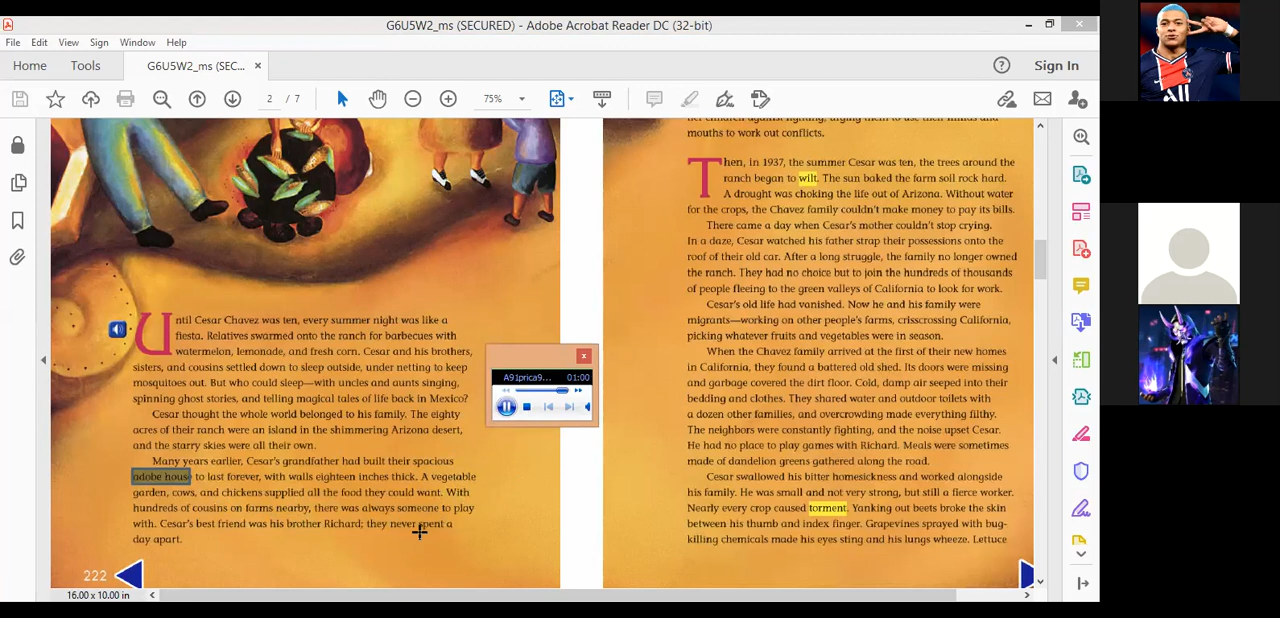 G6U5W2_ms (SECURED) - Adobe Acrobat Reader DC (32-bit)
File Edit View Sign Window Help
Home Tools G6U5W2_ms (SEC... × Sign In
2 / 7 75%
Until Cesar Chavez was ten, every summer night was like a
fiesta. Relatives swarmed onto the ranch for barbecues with
watermelon, lemonade, and fresh corn. Cesar and his brothers,
sisters, and cousins settled down to sleep outside, under netting to keep
mosquitoes out. But who could sleep—with uncles and aunts singing,
spinning ghost stories, and telling magical tales of life back in Mexico?
Cesar thought the whole world belonged to his family. The eighty
acres of their ranch were an island in the shimmering Arizona desert,
and the starry skies were all their own.
Many years earlier, Cesar's grandfather had built their spacious
adobe house to last forever, with walls eighteen inches thick. A vegetable
garden, cows, and chickens supplied all the food they could want. With
hundreds of cousins on farms nearby, there was always someone to play
with. Cesar's best friend was his brother Richard; they never spent a
day apart.
222
A91prica9... 01:00
her children against fighting, urging them to use their minds and
mouths to work out conflicts.
Then, in 1937, the summer Cesar was ten, the trees around the
ranch began to wilt. The sun baked the farm soil rock hard.
A drought was choking the life out of Arizona. Without water
for the crops, the Chavez family couldn't make money to pay its bills.
There came a day when Cesar's mother couldn't stop crying.
In a daze, Cesar watched his father strap their possessions onto the
roof of their old car. After a long struggle, the family no longer owned
the ranch. They had no choice but to join the hundreds of thousands
of people fleeing to the green valleys of California to look for work.
Cesar's old life had vanished. Now he and his family were
migrants—working on other people's farms, crisscrossing California,
picking whatever fruits and vegetables were in season.
When the Chavez family arrived at the first of their new homes
in California, they found a battered old shed. Its doors were missing
and garbage covered the dirt floor. Cold, damp air seeped into their
bedding and clothes. They shared water and outdoor toilets with
a dozen other families, and overcrowding made everything filthy.
The neighbors were constantly fighting, and the noise upset Cesar.
He had no place to play games with Richard. Meals were sometimes
made of dandelion greens gathered along the road.
Cesar swallowed his bitter homesickness and worked alongside
his family. He was small and not very strong, but still a fierce worker.
Nearly every crop caused torment. Yanking out beets broke the skin
between his thumb and index finger. Grapevines sprayed with bug-
killing chemicals made his eyes sting and his lungs wheeze. Lettuce
16.00 x 10.00 in